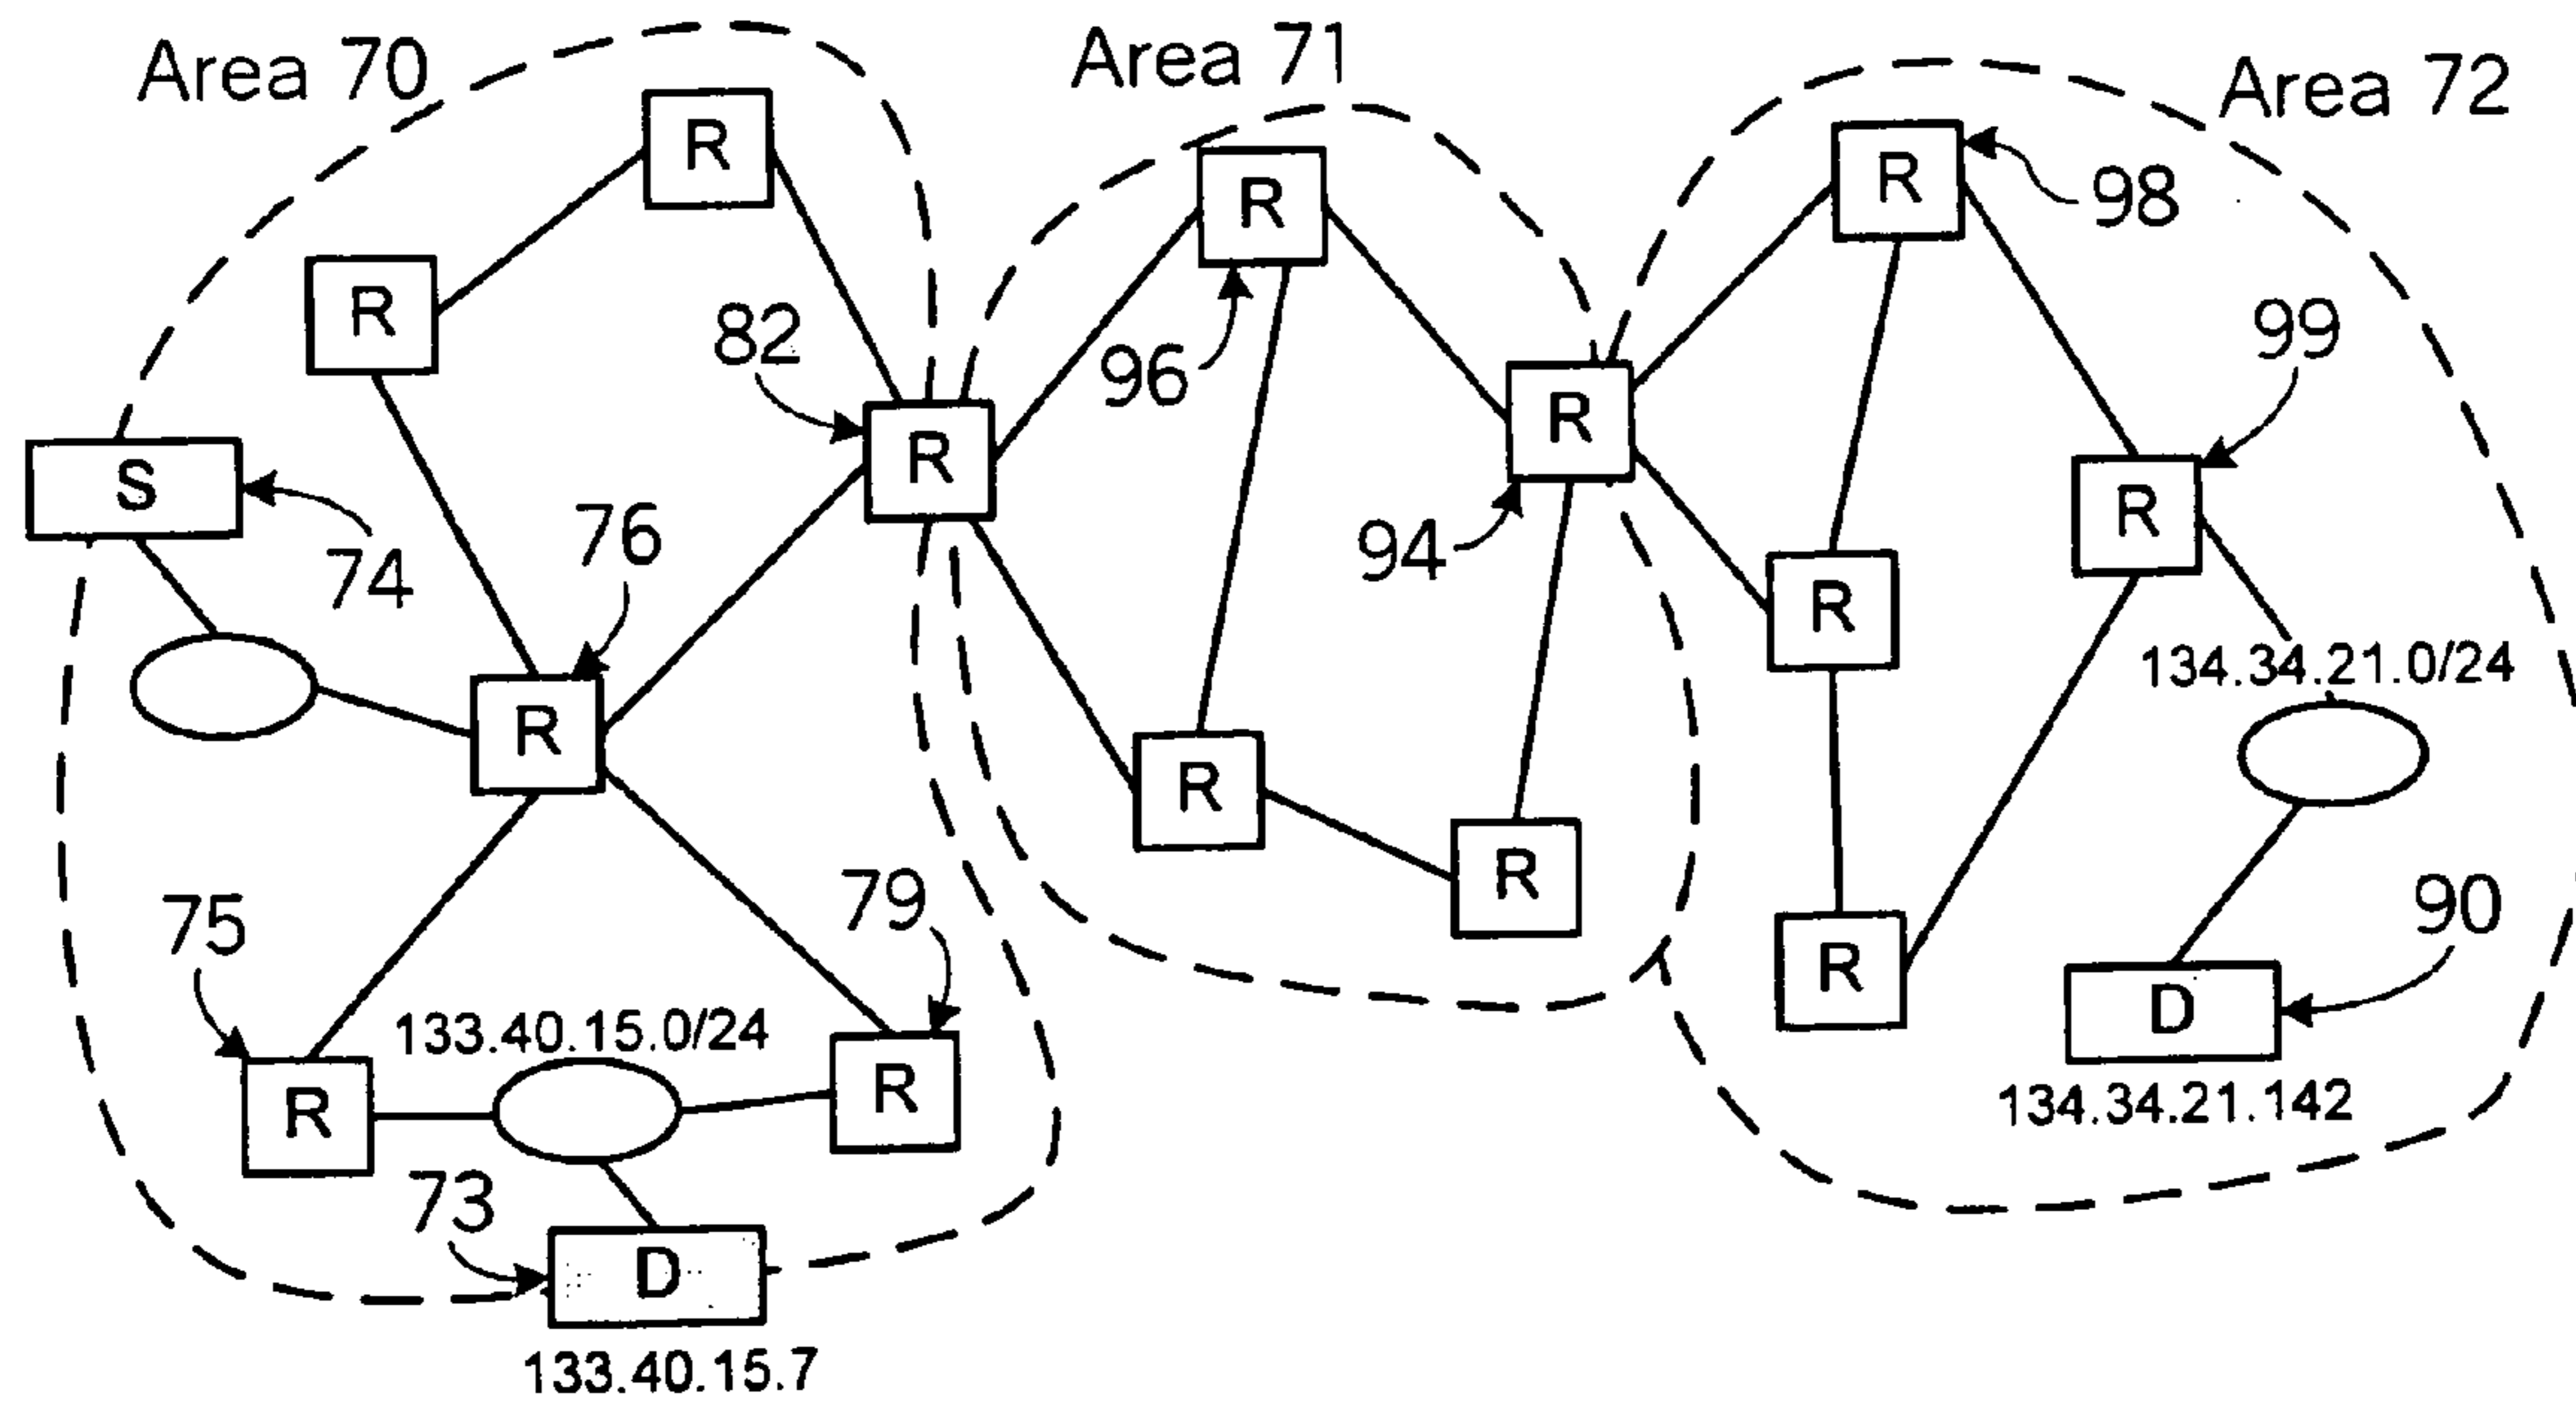 Area 70
Area 71
Area 72
R
R
R
98
R
82
96
99
R
R
S
R
74
76
94
R
R
134.34.21.0/24
R
R
R
75
79
90
R
D
133.40.15.0/24
R
R
134.34.21.142
73
D
133.40.15.7